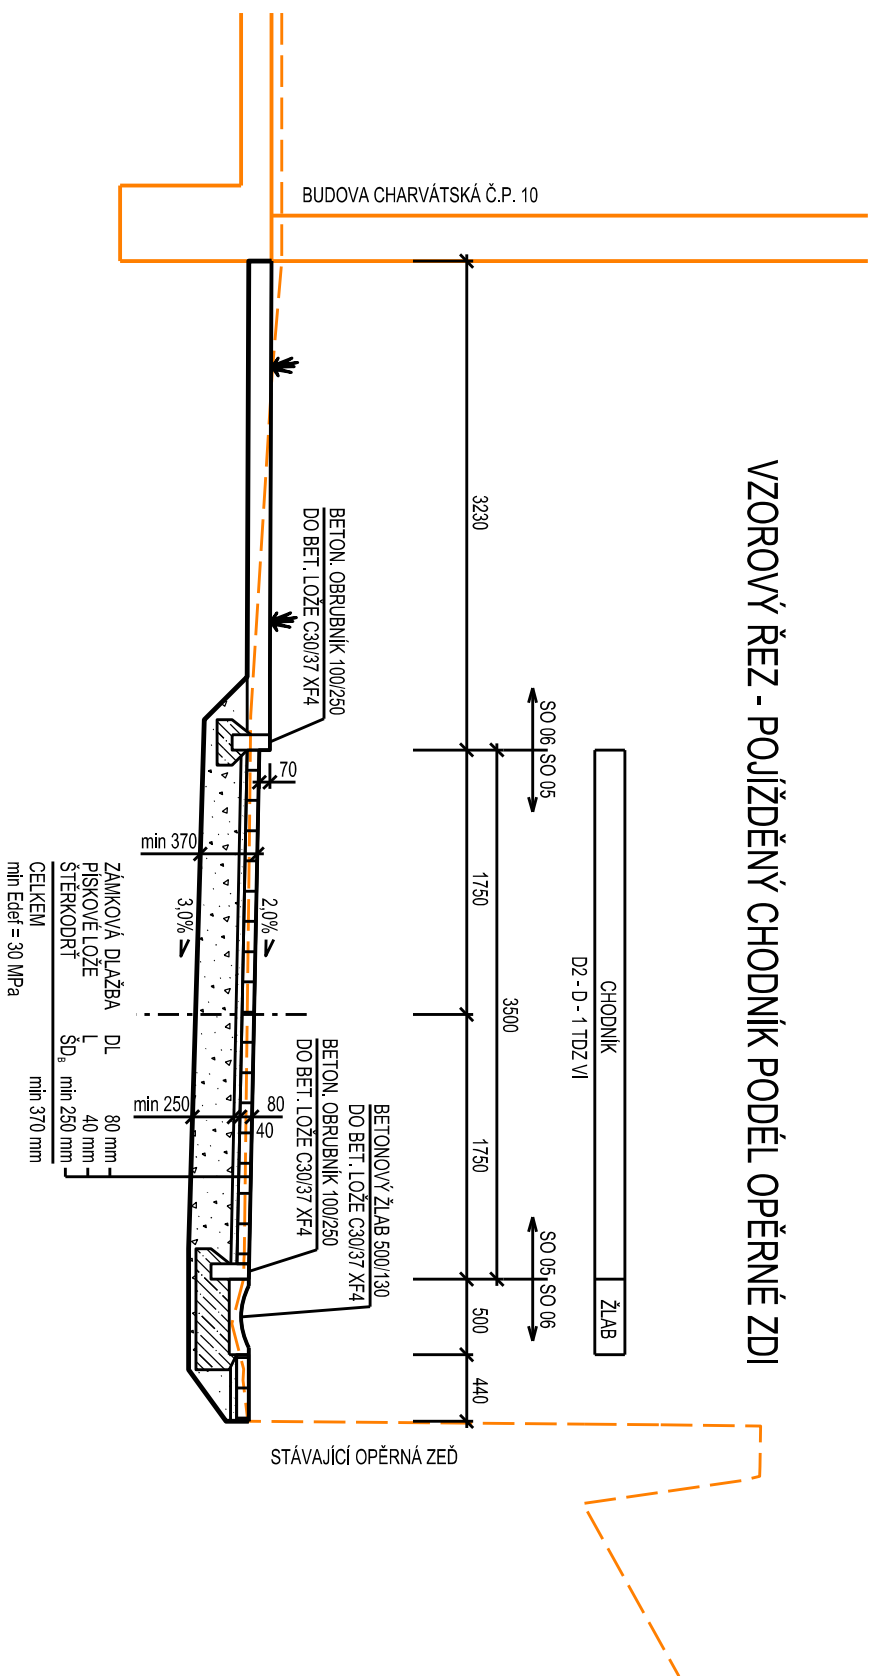 VZOROVÝ ŘEZ - POJÍŽDĚNÝ CHODNÍK PODÉL OPĚRNÉ ZDI
CHODNÍK
ŽLAB
D2 - D - 1 TDZ VI
SO 06
SO 05
SO 05
SO 06
3500
3230
1750
1750
500
440
BUDOVA CHARVÁTSKÁ Č.P. 10
STÁVAJÍCÍ OPĚRNÁ ZEĎ
BETON. OBRUBNÍK 100/250
DO BET. LOŽE C30/37 XF4
BETONOVÝ ŽLAB 500/130
DO BET. LOŽE C30/37 XF4
BETON. OBRUBNÍK 100/250
DO BET. LOŽE C30/37 XF4
70
min 370
2,0%
3,0%
min 250
80
40
ZÁMKOVÁ DLAŽBA DL 80 mm
PÍSKOVÉ LOŽE L 40 mm
ŠTĚRKODRŤ ŠDB min 250 mm
CELKEM min 370 mm
min Edef = 30 MPa